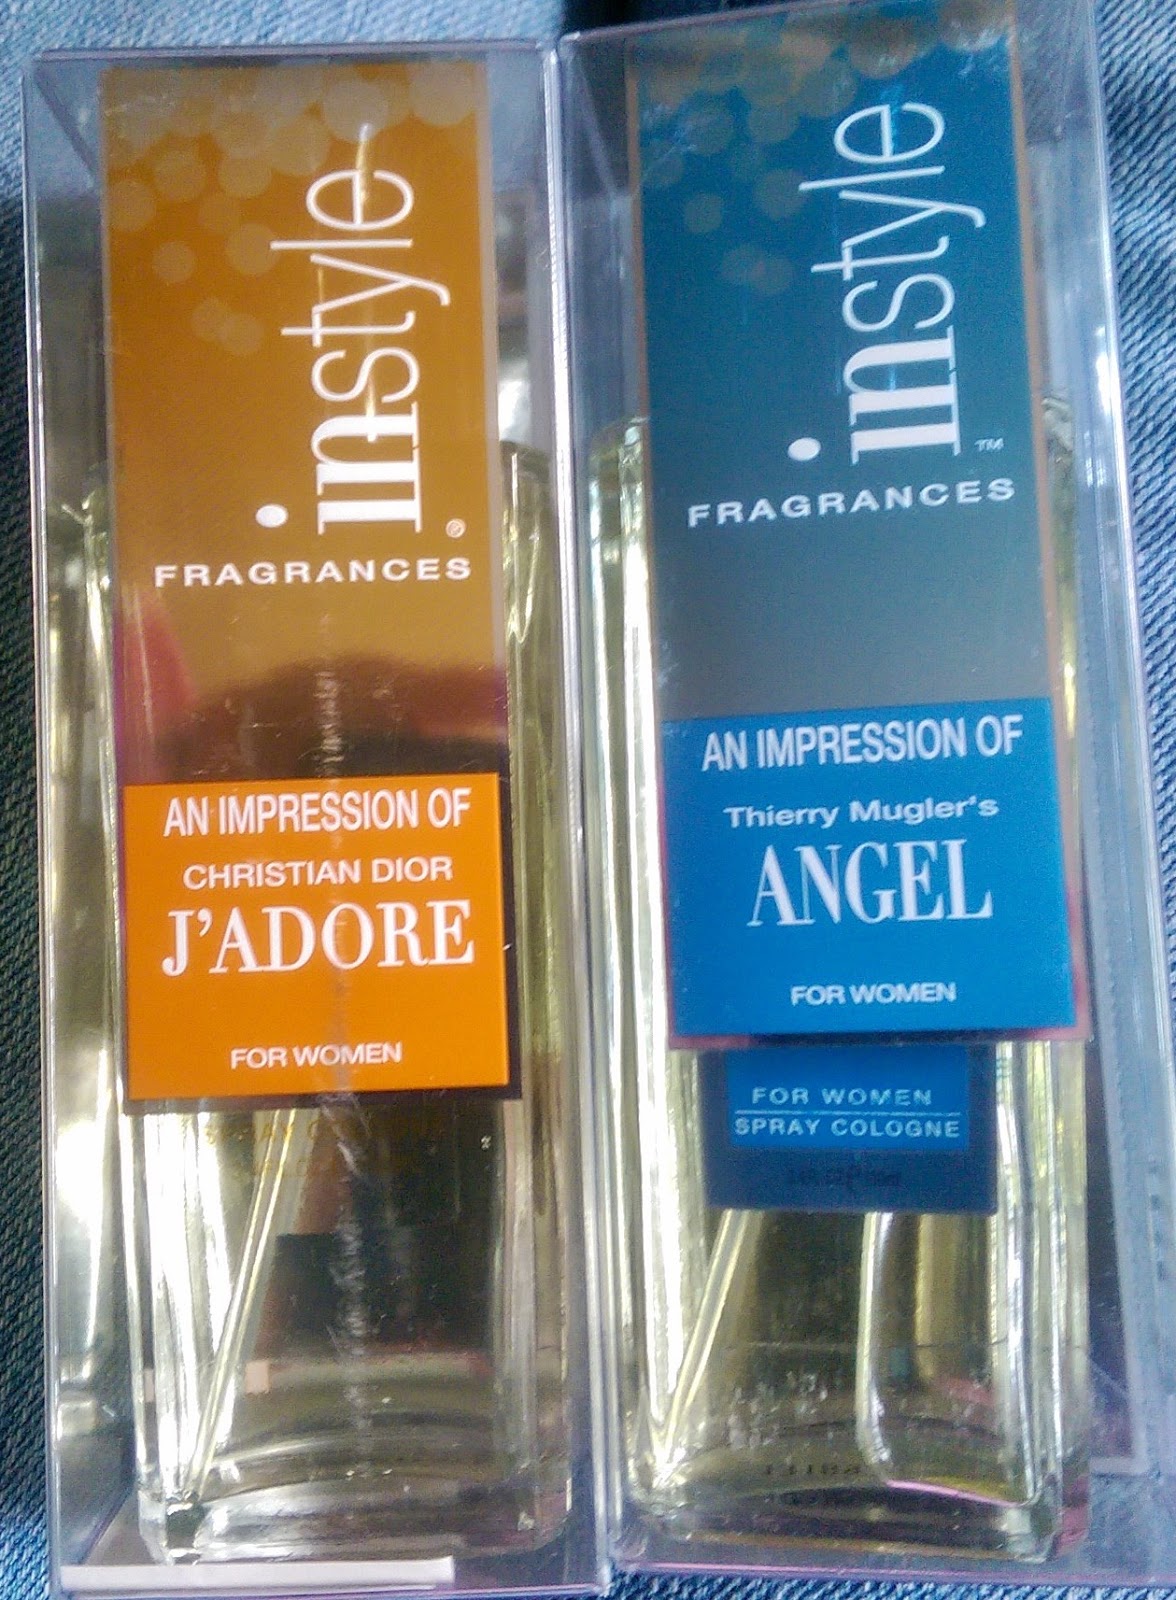 instyle®
FRAGRANCES
AN IMPRESSION OF
CHRISTIAN DIOR
J'ADORE
FOR WOMEN
instyle™
FRAGRANCES
AN IMPRESSION OF
Thierry Mugler's
ANGEL
FOR WOMEN
FOR WOMEN
SPRAY COLOGNE